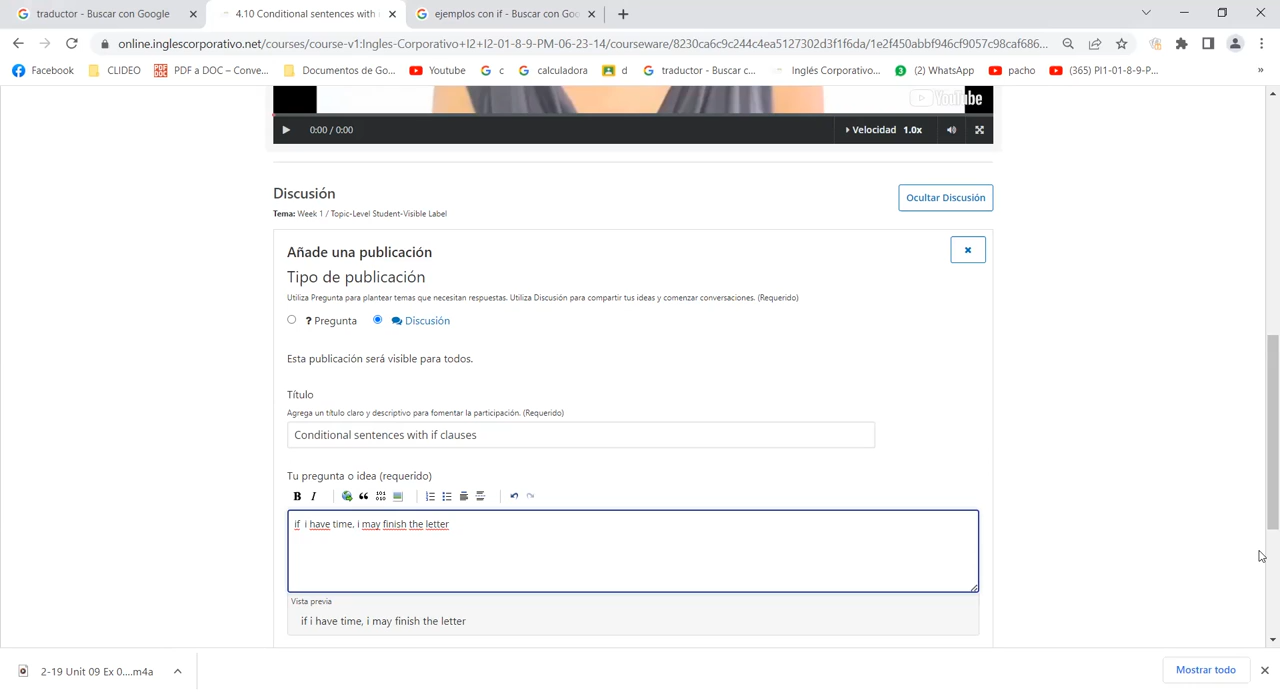 traductor - Buscar con Google
4.10 Conditional sentences with i
ejemplos con if - Buscar con Goo
online.inglescorporativo.net/courses/course-v1:Ingles-Corporativo+I212-01-8-9-PM-06-23-14/courseware/8230ca6c9c244c4ea5127302d3f1f6da/1e2f450abbf946cf9057c98caf686...
Facebook CLIDEO PDF a DOC – Conve... Documentos de Go... Youtube c calculadora d traductor - Buscar c... Inglés Corporativo... (2) WhatsApp pacho (365) PI1-01-8-9-P... »
YouTube
0:00 / 0:00 Velocidad 1.0x
Discusión
Ocultar Discusión
Tema: Week 1 / Topic-Level Student-Visible Label
Añade una publicación
Tipo de publicación
Utiliza Pregunta para plantear temas que necesitan respuestas. Utiliza Discusión para compartir tus ideas y comenzar conversaciones. (Requerido)
? Pregunta Discusión
Esta publicación será visible para todos.
Título
Agrega un título claro y descriptivo para fomentar la participación. (Requerido)
Conditional sentences with if clauses
Tu pregunta o idea (requerido)
B I
if  i have time, i may finish the letter
Vista previa
if i have time, i may finish the letter
2-19 Unit 09 Ex 0....m4a
Mostrar todo